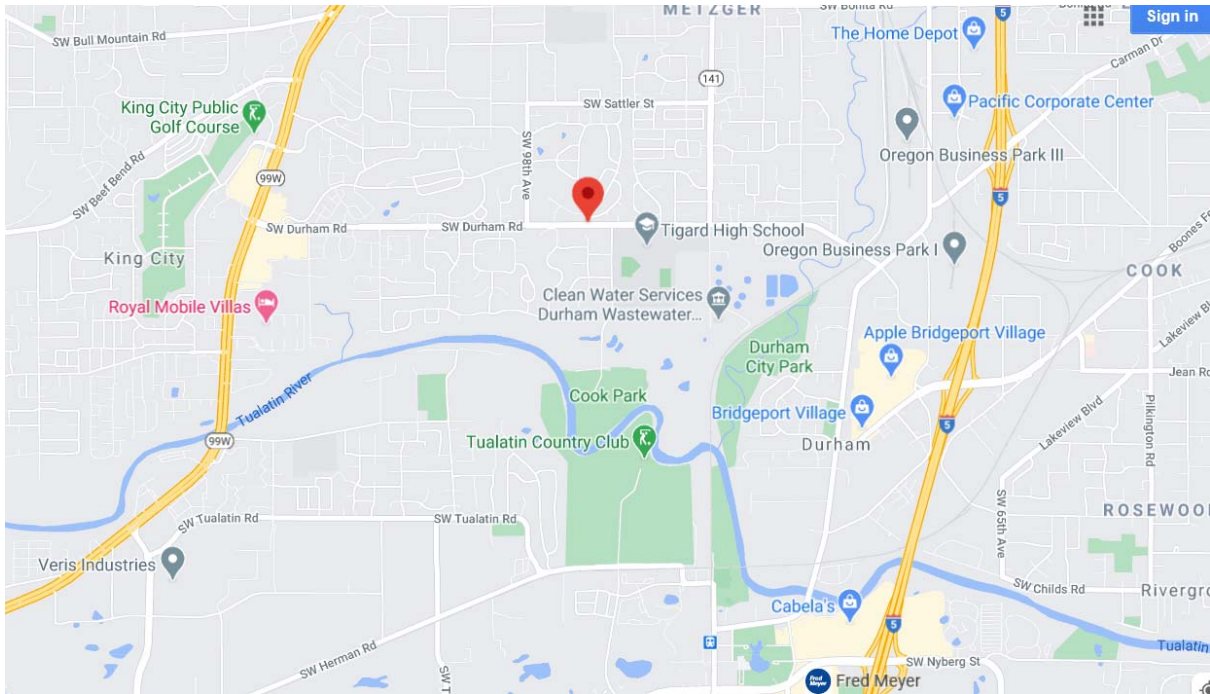 METZGER
SW Bonita Rd
5
Sign in
SW Bull Mountain Rd
The Home Depot
Carman Dr
141
King City Public
Golf Course
SW Sattler St
Pacific Corporate Center
SW 98th Ave
Oregon Business Park III
SW Beef Bend Rd
99W
5
SW Durham Rd
SW Durham Rd
Tigard High School
Oregon Business Park I
King City
COOK
Royal Mobile Villas
Clean Water Services
Durham Wastewater...
Apple Bridgeport Village
Durham
City Park
Jean Rd
Tualatin River
Cook Park
Bridgeport Village
Lakeview Blvd
Pilkington Rd
99W
Tualatin Country Club
Durham
5
SW Tualatin Rd
SW Tualatin Rd
SW 65th Ave
ROSEWOO
Veris Industries
SW Childs Rd
Rivergro
Cabela's
5
Tualatin
SW Herman Rd
SW Nyberg St
Fred Meyer
Fred Meyer